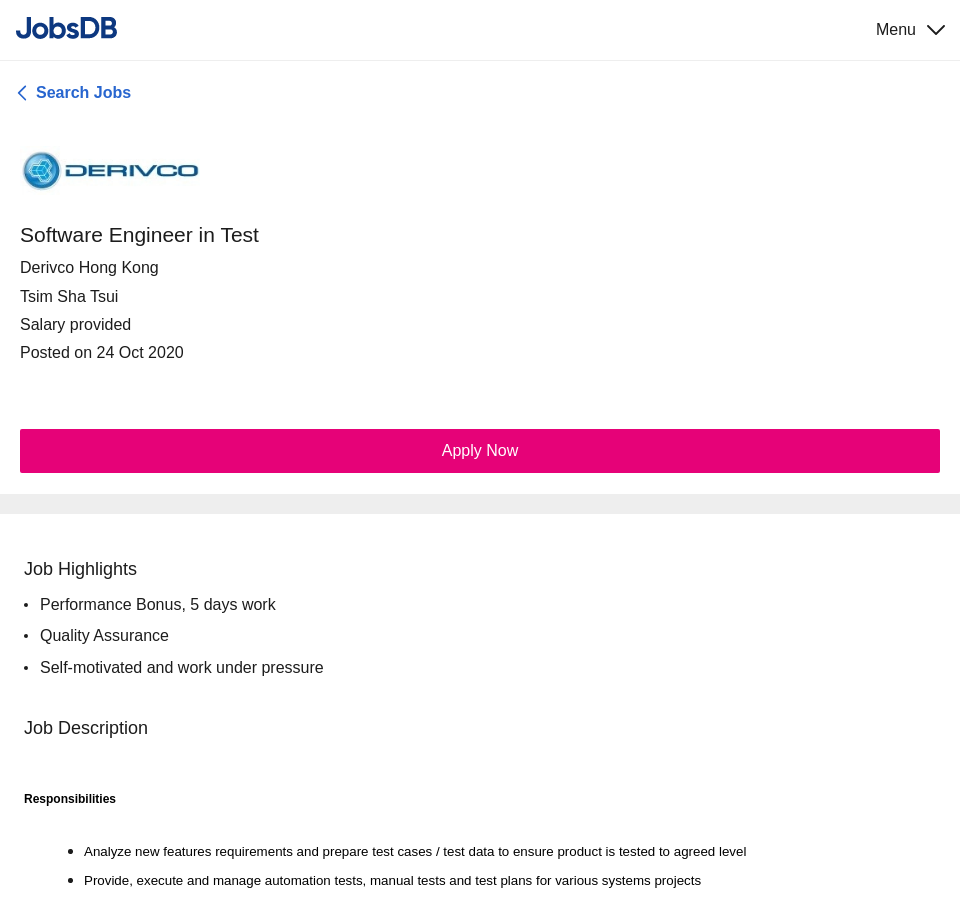 JobsDB
Menu
Search Jobs
DERIVCO
Software Engineer in Test
Derivco Hong Kong
Tsim Sha Tsui
Salary provided
Posted on 24 Oct 2020
Apply Now
Job Highlights
• Performance Bonus, 5 days work
• Quality Assurance
• Self-motivated and work under pressure
Job Description
Responsibilities
• Analyze new features requirements and prepare test cases / test data to ensure product is tested to agreed level
• Provide, execute and manage automation tests, manual tests and test plans for various systems projects